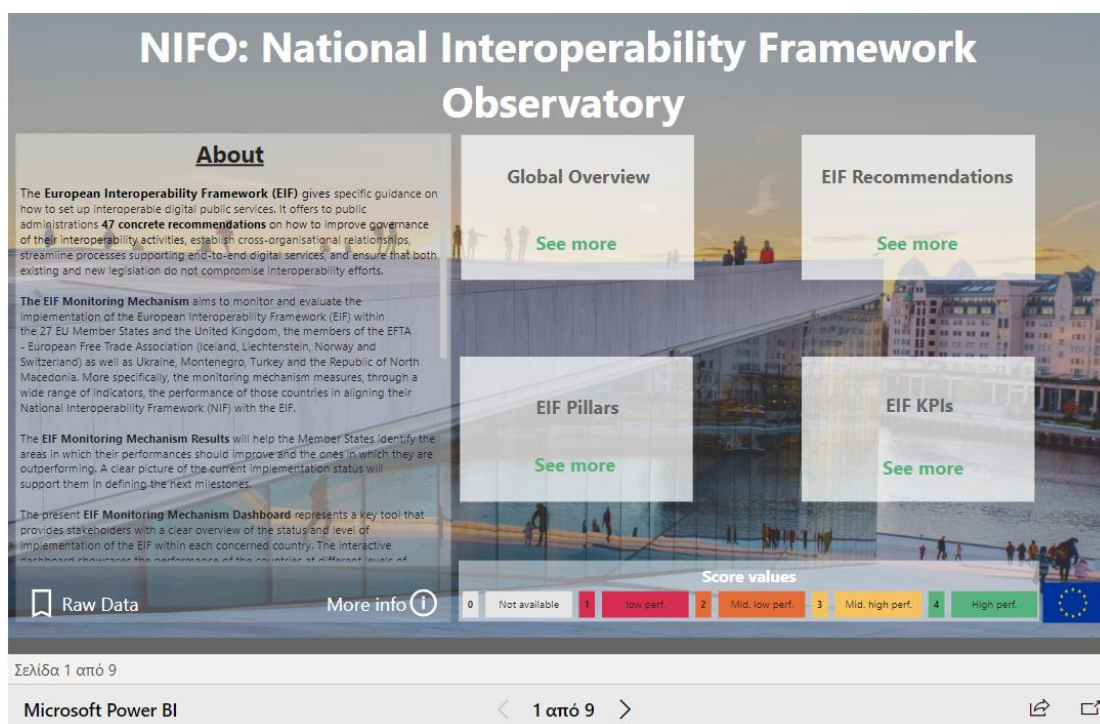 NIFO: National Interoperability Framework
Observatory
About
The European Interoperability Framework (EIF) gives specific guidance on
how to set up interoperable digital public services. It offers to public
administrations 47 concrete recommendations on how to improve governance
of their interoperability activities, establish cross-organisational relationships,
streamline processes supporting end-to-end digital services, and ensure that both
existing and new legislation do not compromise interoperability efforts.
The EIF Monitoring Mechanism aims to monitor and evaluate the
implementation of the European Interoperability Framework (EIF) within
the 27 EU Member States and the United Kingdom, the members of the EFTA
- European Free Trade Association (Iceland, Liechtenstein, Norway and
Switzerland) as well as Ukraine, Montenegro, Turkey and the Republic of North
Macedonia. More specifically, the monitoring mechanism measures, through a
wide range of indicators, the performance of those countries in aligning their
National Interoperability Framework (NIF) with the EIF.
The EIF Monitoring Mechanism Results will help the Member States identify the
areas in which their performances should improve and the ones in which they are
outperforming. A clear picture of the current implementation status will
support them in defining the next milestones.
The present EIF Monitoring Mechanism Dashboard represents a key tool that
provides stakeholders with a clear overview of the status and level of
implementation of the EIF within each concerned country. The interactive
dashboard showcases the performance of the countries at different levels of
Raw Data
More info
Global Overview
See more
EIF Recommendations
See more
EIF Pillars
See more
EIF KPIs
See more
Score values
0 Not available 1 low perf. 2 Mid. low perf. 3 Mid. high perf. 4 High perf.
Σελίδα 1 από 9
Microsoft Power BI
1 από 9